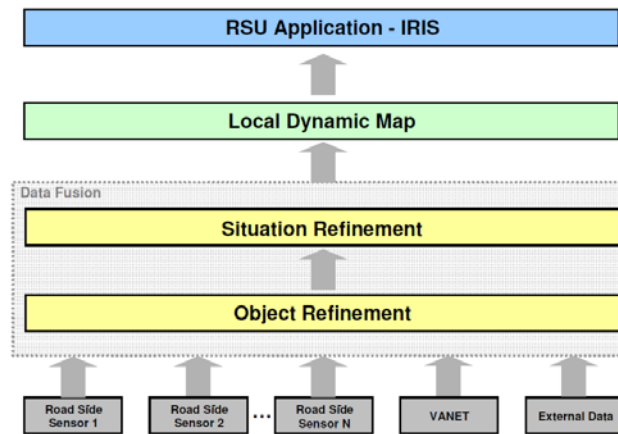 RSU Application - IRIS
Local Dynamic Map
Data Fusion
Situation Refinement
Object Refinement
Road Side
Sensor 1
Road Side
Sensor 2
...
Road Side
Sensor N
VANET
External Data